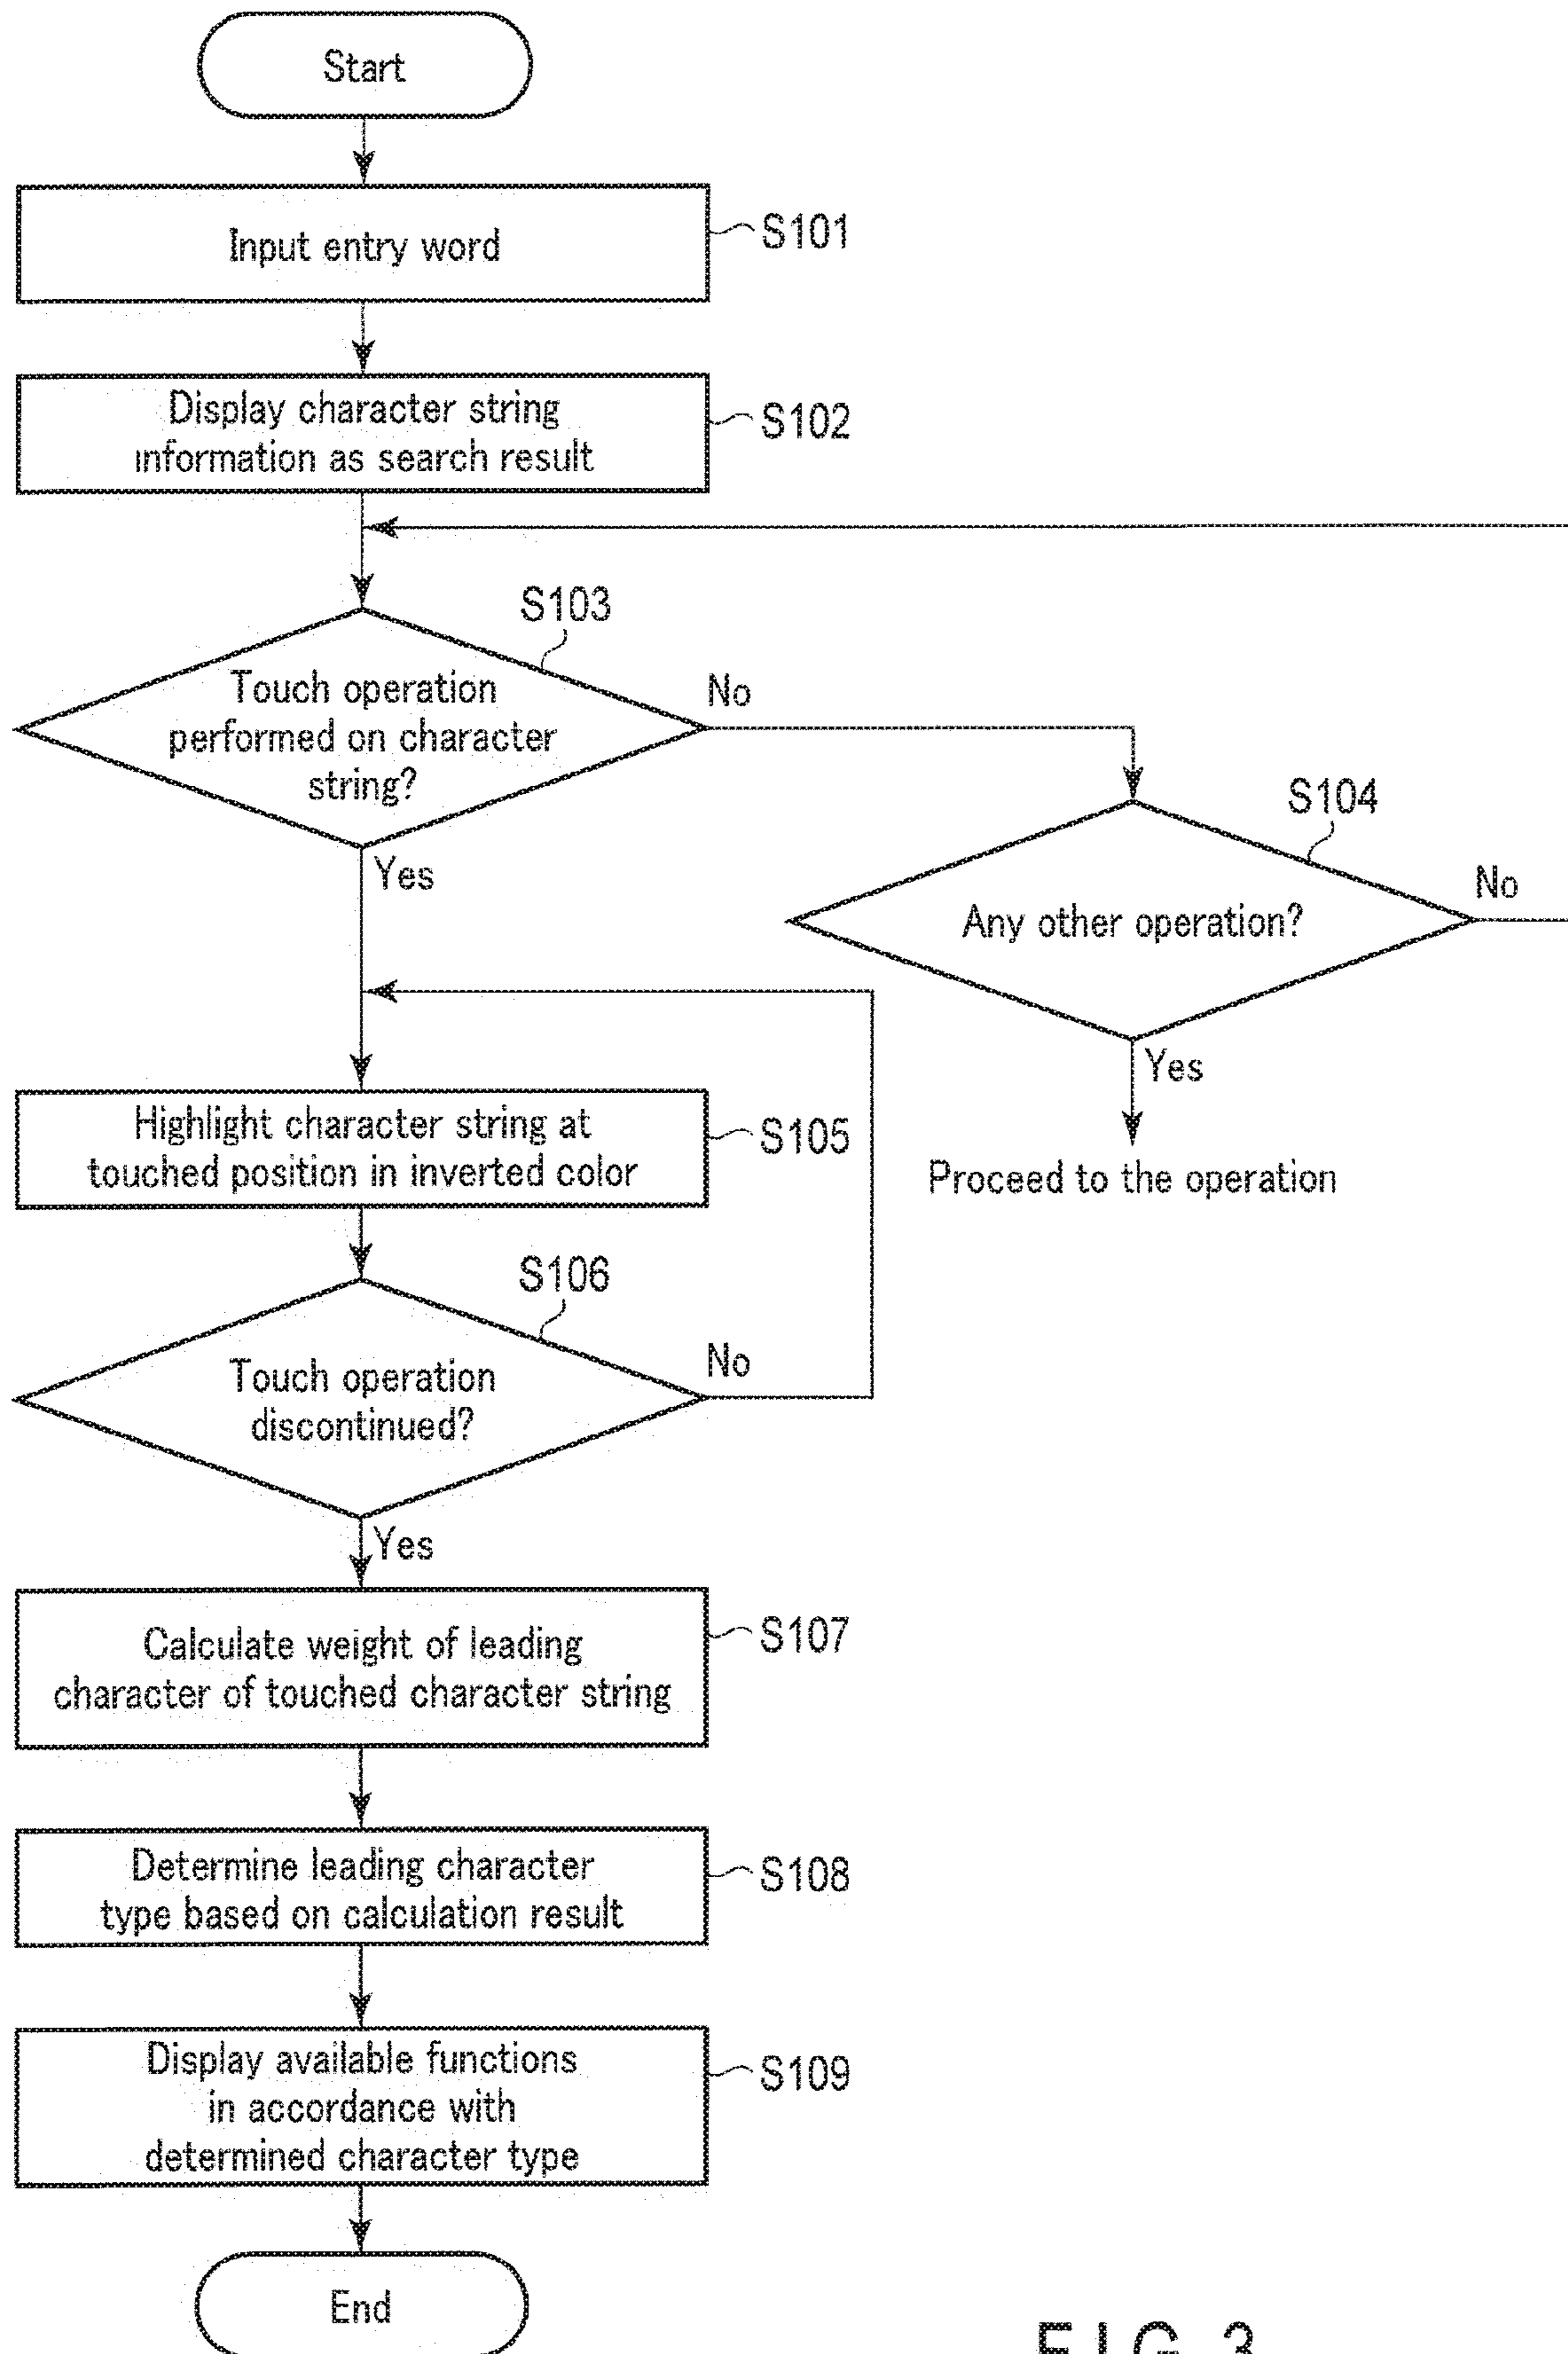 Start
Input entry word
S101
Display character string
information as search result
S102
S103
Touch operation
performed on character
string?
No
Yes
S104
Any other operation?
No
Yes
Proceed to the operation
Highlight character string at
touched position in inverted color
S105
S106
Touch operation
discontinued?
No
Yes
Calculate weight of leading
character of touched character string
S107
Determine leading character
type based on calculation result
S108
Display available functions
in accordance with
determined character type
S109
End
FIG. 3